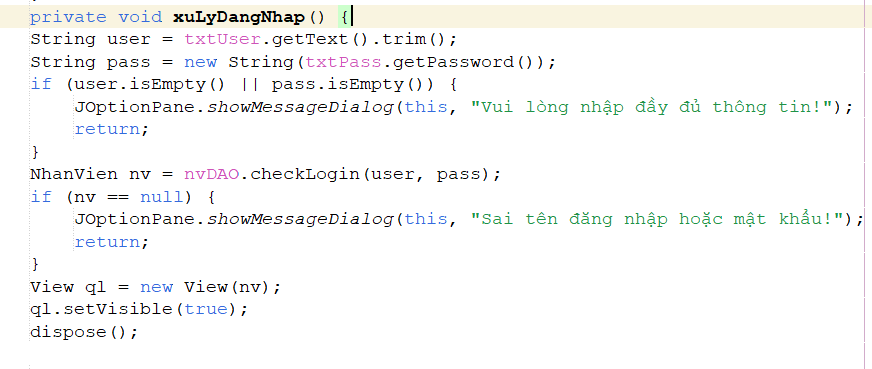 private void xuLyDangNhap() {
String user = txtUser.getText().trim();
String pass = new String(txtPass.getPassword());
if (user.isEmpty() || pass.isEmpty()) {
    JOptionPane.showMessageDialog(this, "Vui lòng nhập đầy đủ thông tin!");
    return;
}
NhanVien nv = nvDAO.checkLogin(user, pass);
if (nv == null) {
    JOptionPane.showMessageDialog(this, "Sai tên đăng nhập hoặc mật khẩu!");
    return;
}
View ql = new View(nv);
ql.setVisible(true);
dispose();